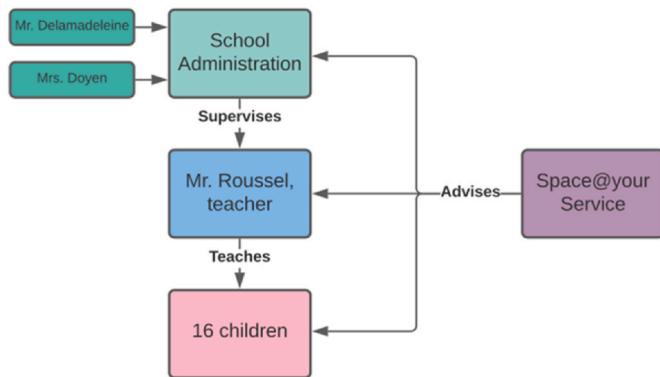 Mr. Delamadeleine
Mrs. Doyen
School
Administration
Supervises
Mr. Roussel,
teacher
Advises
Space@your
Service
Teaches
16 children